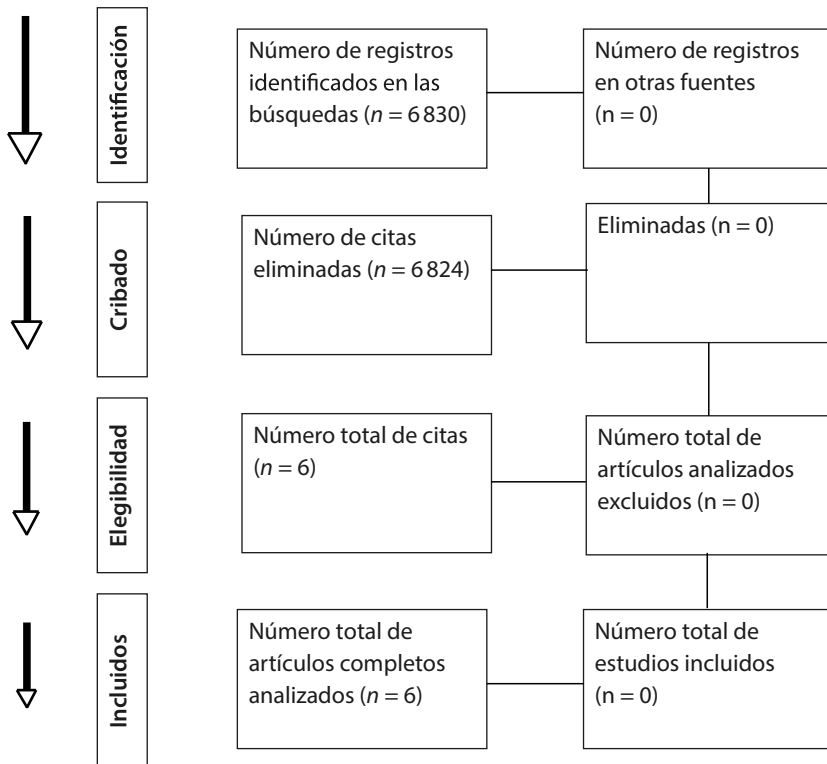 Identificación
Número de registros
identificados en las
búsquedas (n = 6 830)
Número de registros
en otras fuentes
(n = 0)
Cribado
Número de citas
eliminadas (n = 6 824)
Eliminadas (n = 0)
Elegibilidad
Número total de citas
(n = 6)
Número total de
artículos analizados
excluidos (n = 0)
Incluidos
Número total de
artículos completos
analizados (n = 6)
Número total de
estudios incluidos
(n = 0)